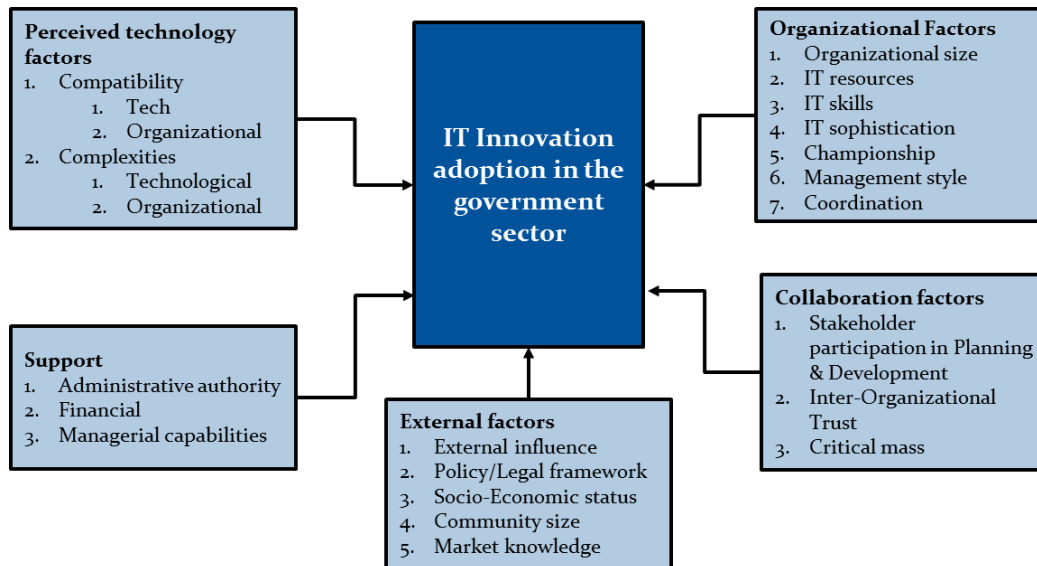 Perceived technology
factors
1. Compatibility
1. Tech
2. Organizational
2. Complexities
1. Technological
2. Organizational
IT Innovation
adoption in the
government
sector
Organizational Factors
1. Organizational size
2. IT resources
3. IT skills
4. IT sophistication
5. Championship
6. Management style
7. Coordination
Support
1. Administrative authority
2. Financial
3. Managerial capabilities
External factors
1. External influence
2. Policy/Legal framework
3. Socio-Economic status
4. Community size
5. Market knowledge
Collaboration factors
1. Stakeholder
participation in Planning
& Development
2. Inter-Organizational
Trust
3. Critical mass